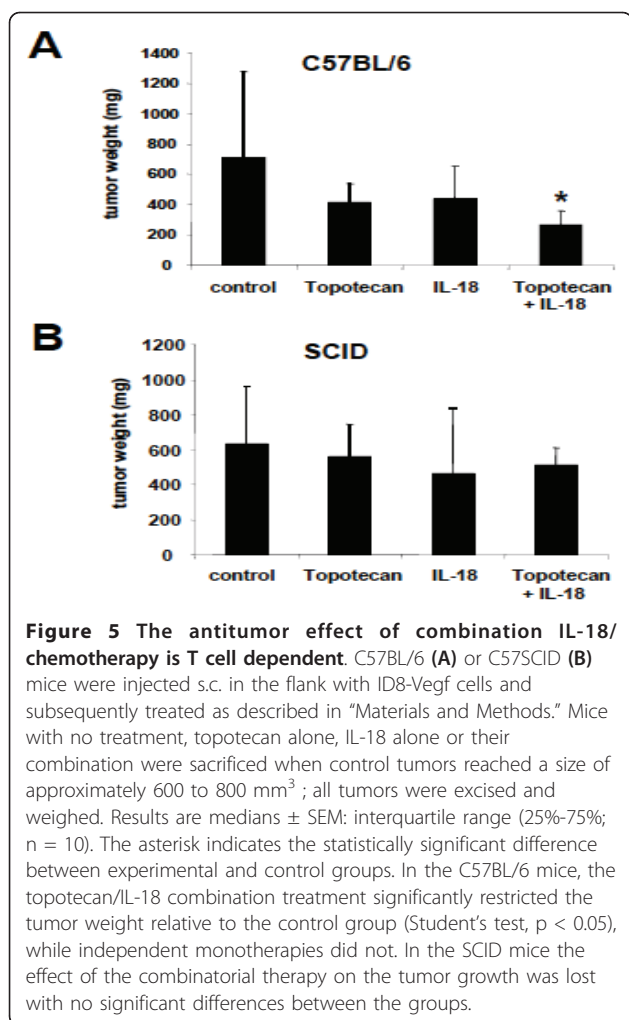 A
C57BL/6
1400
1200
1000
800
600
400
200
0
tumor weight (mg)
*
control Topotecan IL-18 Topotecan
+ IL-18
B
SCID
1200
1000
800
600
400
200
0
tumor weight (mg)
control Topotecan IL-18 Topotecan
+ IL-18
Figure 5 The antitumor effect of combination IL-18/
chemotherapy is T cell dependent. C57BL/6 (A) or C57SCID (B)
mice were injected s.c. in the flank with ID8-Vegf cells and
subsequently treated as described in “Materials and Methods.” Mice
with no treatment, topotecan alone, IL-18 alone or their
combination were sacrificed when control tumors reached a size of
approximately 600 to 800 mm³ ; all tumors were excised and
weighed. Results are medians ± SEM: interquartile range (25%-75%;
n = 10). The asterisk indicates the statistically significant difference
between experimental and control groups. In the C57BL/6 mice, the
topotecan/IL-18 combination treatment significantly restricted the
tumor weight relative to the control group (Student’s test, p < 0.05),
while independent monotherapies did not. In the SCID mice the
effect of the combinatorial therapy on the tumor growth was lost
with no significant differences between the groups.